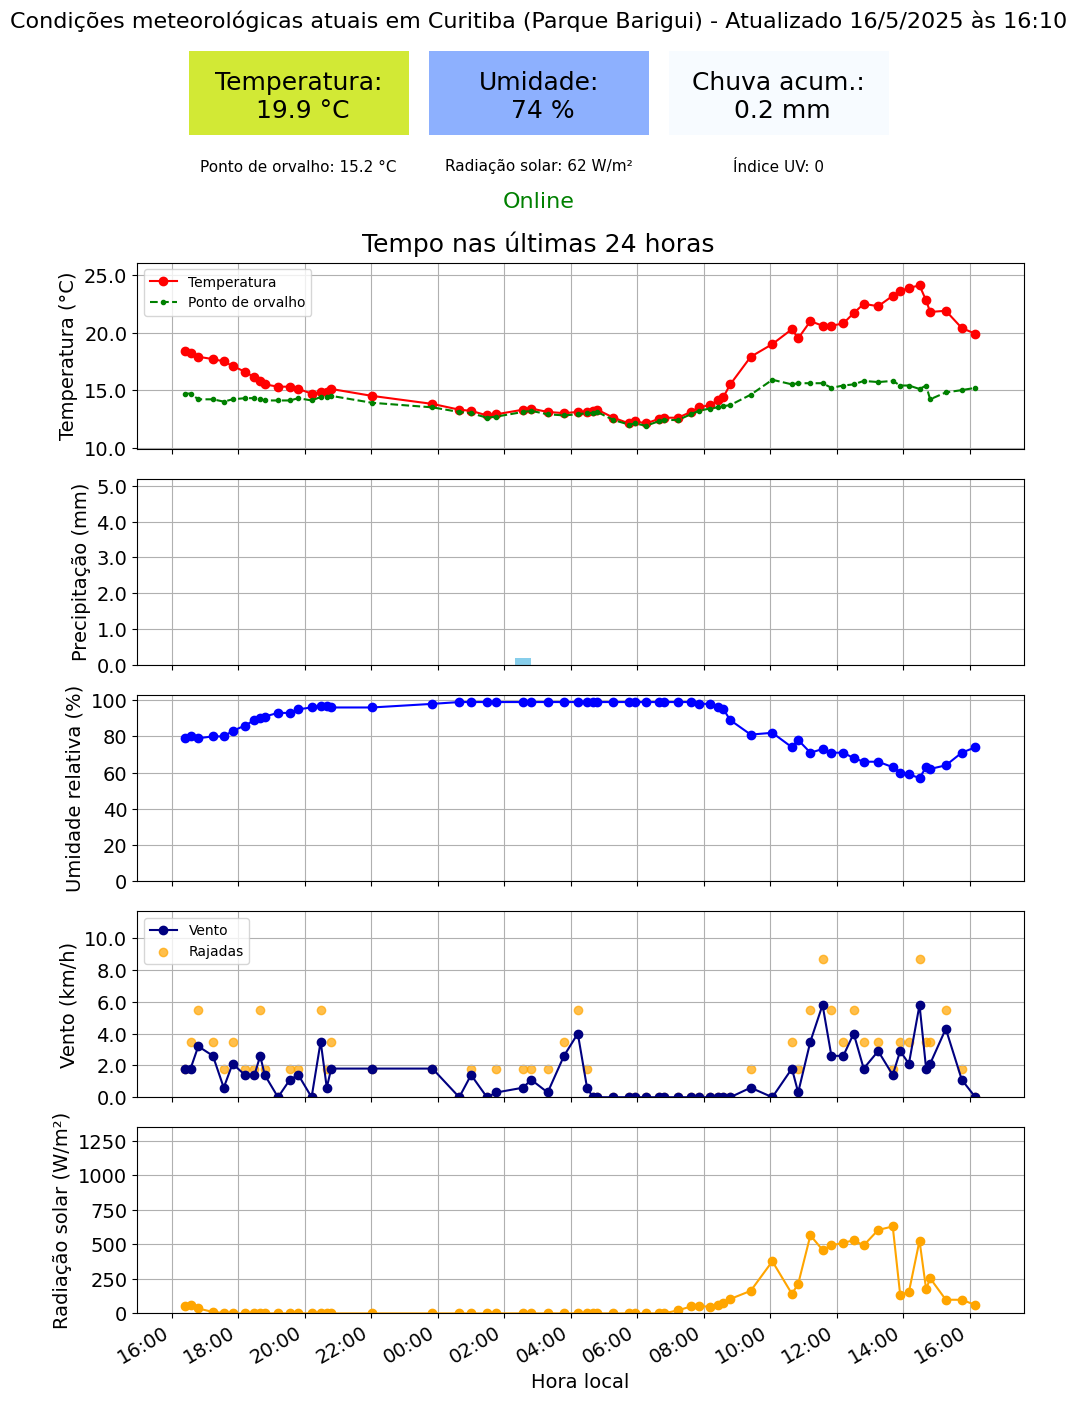 Condições meteorológicas atuais em Curitiba (Parque Barigui) - Atualizado 16/5/2025 às 16:10
Temperatura:
19.9 °C
Umidade:
74 %
Chuva acum.:
0.2 mm
Ponto de orvalho: 15.2 °C
Radiação solar: 62 W/m²
Índice UV: 0
Online
Tempo nas últimas 24 horas
Temperatura (°C)
25.0
20.0
15.0
10.0
Temperatura
Ponto de orvalho
Precipitação (mm)
5.0
4.0
3.0
2.0
1.0
0.0
Umidade relativa (%)
100
80
60
40
20
0
Vento (km/h)
10.0
8.0
6.0
4.0
2.0
0.0
Vento
Rajadas
Radiação solar (W/m²)
1250
1000
750
500
250
0
16:00
18:00
20:00
22:00
00:00
02:00
04:00
06:00
08:00
10:00
12:00
14:00
16:00
Hora local